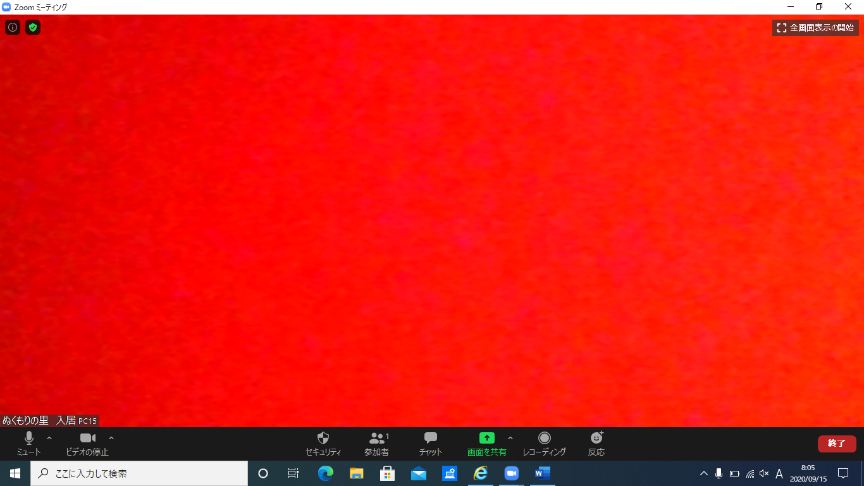 Zoom ミーティング
全画面表示の開始
ぬくもりの里 入居 PC15
ミュート
ビデオの停止
セキュリティ
1
参加者
チャット
画面を共有
レコーディング
反応
終了
ここに入力して検索
A
8:05
2020/09/15